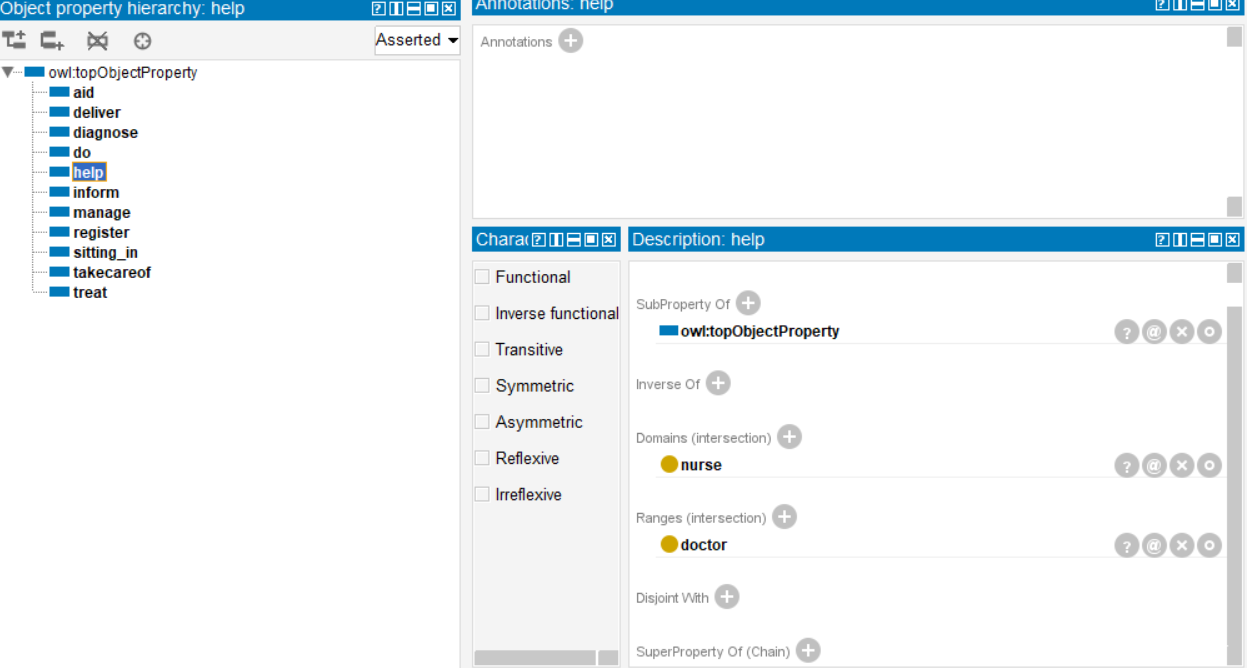 Object property hierarchy: help
Asserted
owl:topObjectProperty
aid
deliver
diagnose
do
help
inform
manage
register
sitting_in
takecareof
treat
Annotations: help
Annotations
Charac
Functional
Inverse functional
Transitive
Symmetric
Asymmetric
Reflexive
Irreflexive
Description: help
SubProperty Of
owl:topObjectProperty
Inverse Of
Domains (intersection)
nurse
Ranges (intersection)
doctor
Disjoint With
SuperProperty Of (Chain)